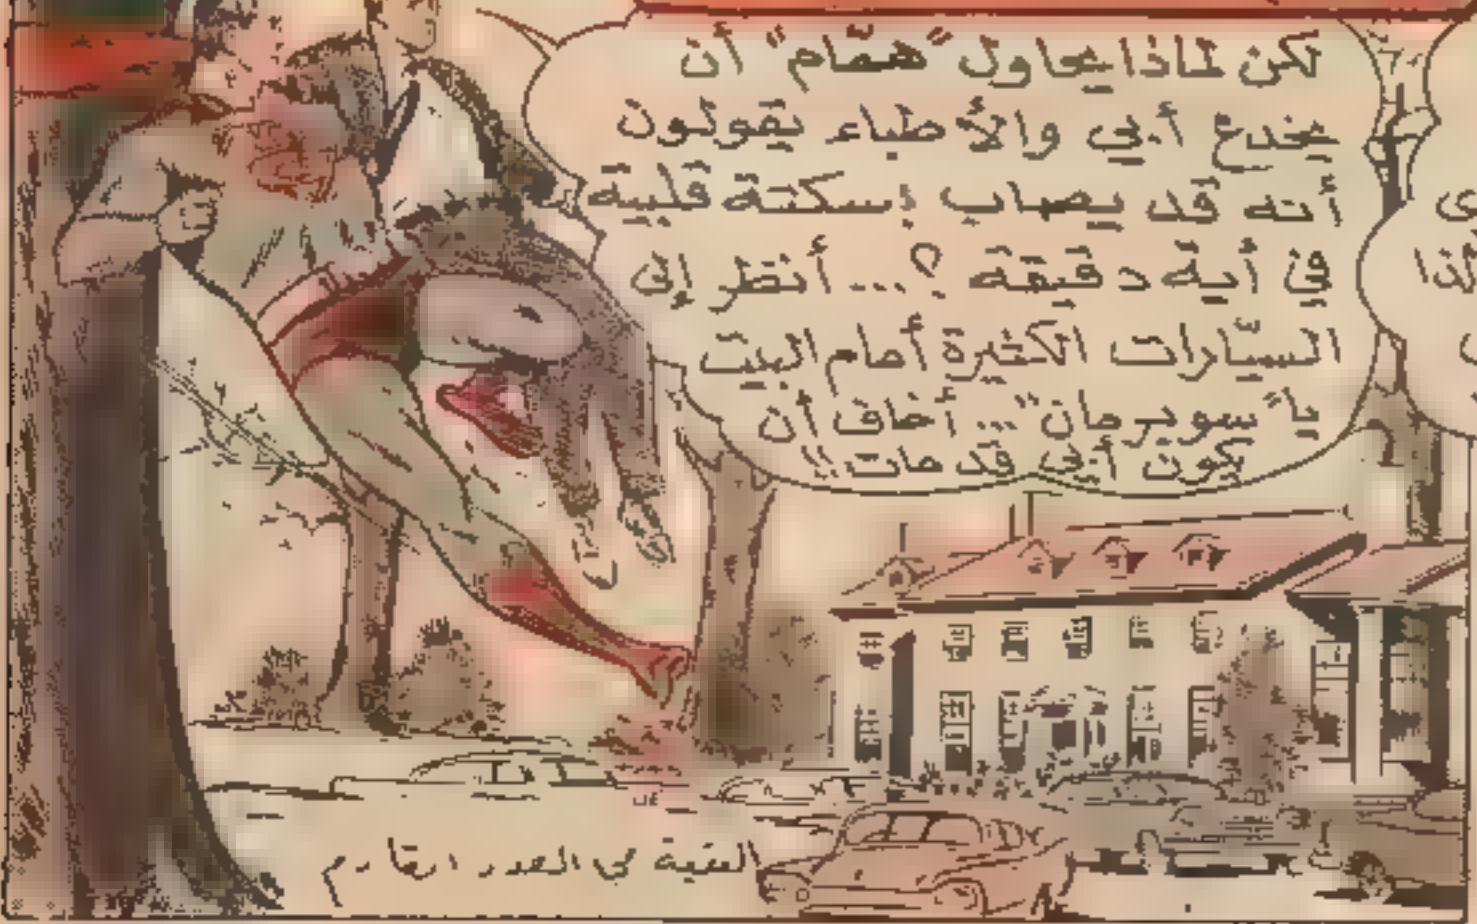 لكن لماذا يحاول "همّام" أن
يخدع أبي والأطباء يقولون
أنه قد يصاب بسكتة قلبية
في أية دقيقة ؟... أنظر إلى
السيّارات الكثيرة أمام البيت
يا "سوبرمان"... أخاف أن
يكون أبي قد مات !!
ى
لذا
البقية في العدد القادم